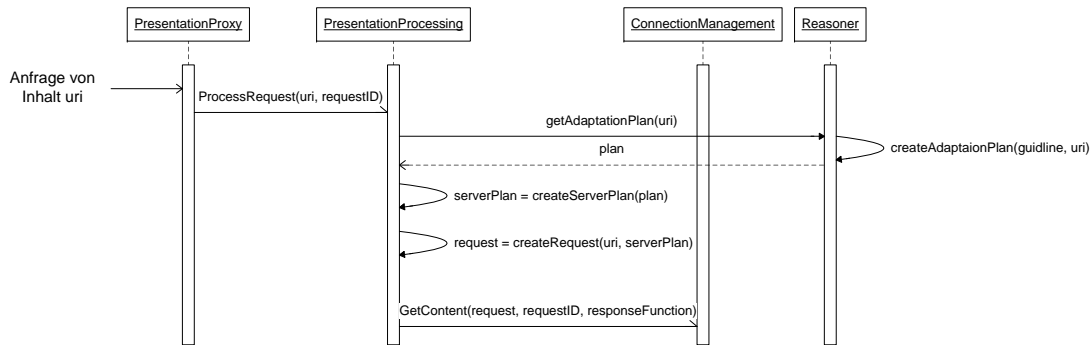 PresentationProxy
PresentationProcessing
ConnectionManagement
Reasoner
Anfrage von
Inhalt uri
ProcessRequest(uri, requestID)
getAdaptationPlan(uri)
plan
createAdaptaionPlan(guidline, uri)
serverPlan = createServerPlan(plan)
request = createRequest(uri, serverPlan)
GetContent(request, requestID, responseFunction)